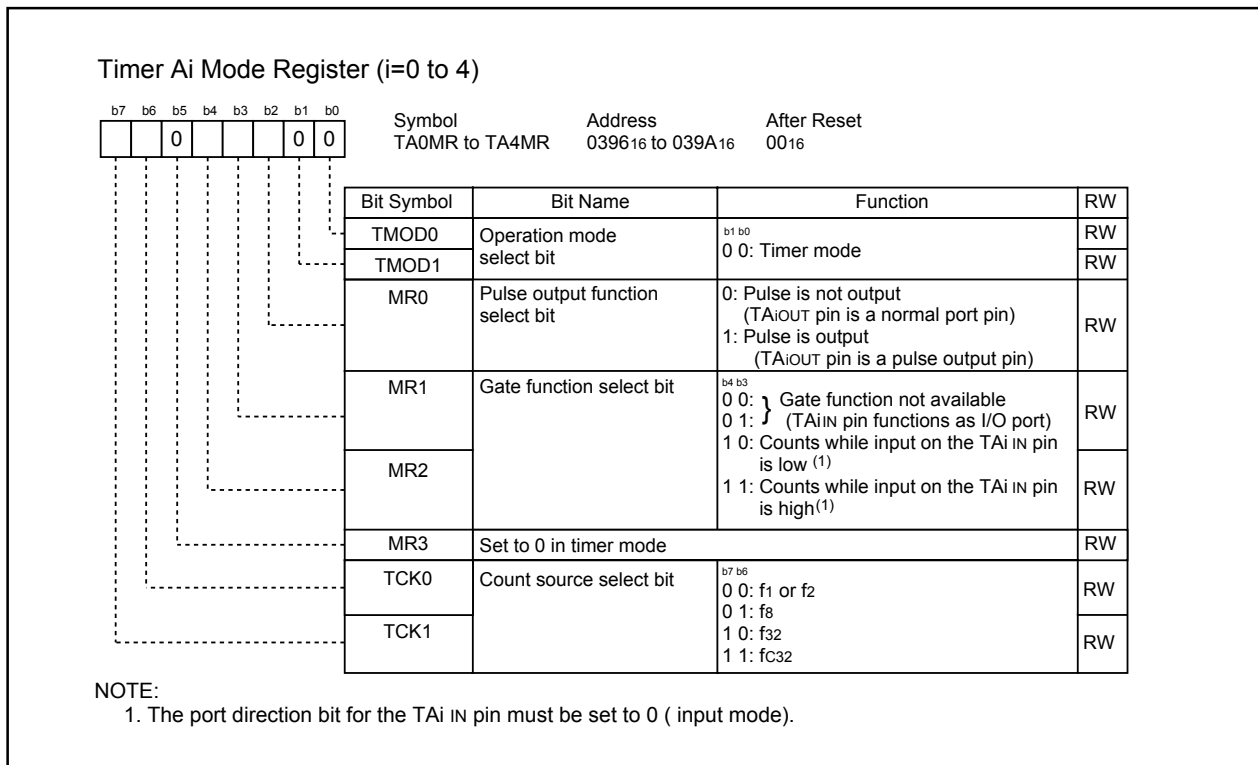 Timer Ai Mode Register (i=0 to 4)
b7 b6 b5 b4 b3 b2 b1 b0
0 0 0
Symbol Address After Reset
TA0MR to TA4MR 039616 to 039A16 0016
Bit Symbol Bit Name Function RW
TMOD0 Operation mode select bit b1 b0 RW
TMOD1 0 0: Timer mode RW
MR0 Pulse output function select bit 0: Pulse is not output
(TAiOUT pin is a normal port pin)
1: Pulse is output
(TAiOUT pin is a pulse output pin) RW
MR1 Gate function select bit b4 b3
0 0: } Gate function not available
0 1: (TAiIN pin functions as I/O port) RW
1 0: Counts while input on the TAi IN pin
is low (1)
MR2 1 1: Counts while input on the TAi IN pin
is high(1) RW
MR3 Set to 0 in timer mode RW
TCK0 Count source select bit b7 b6
0 0: f1 or f2 RW
0 1: f8
TCK1 1 0: f32 RW
1 1: fC32
NOTE:
1. The port direction bit for the TAi IN pin must be set to 0 ( input mode).